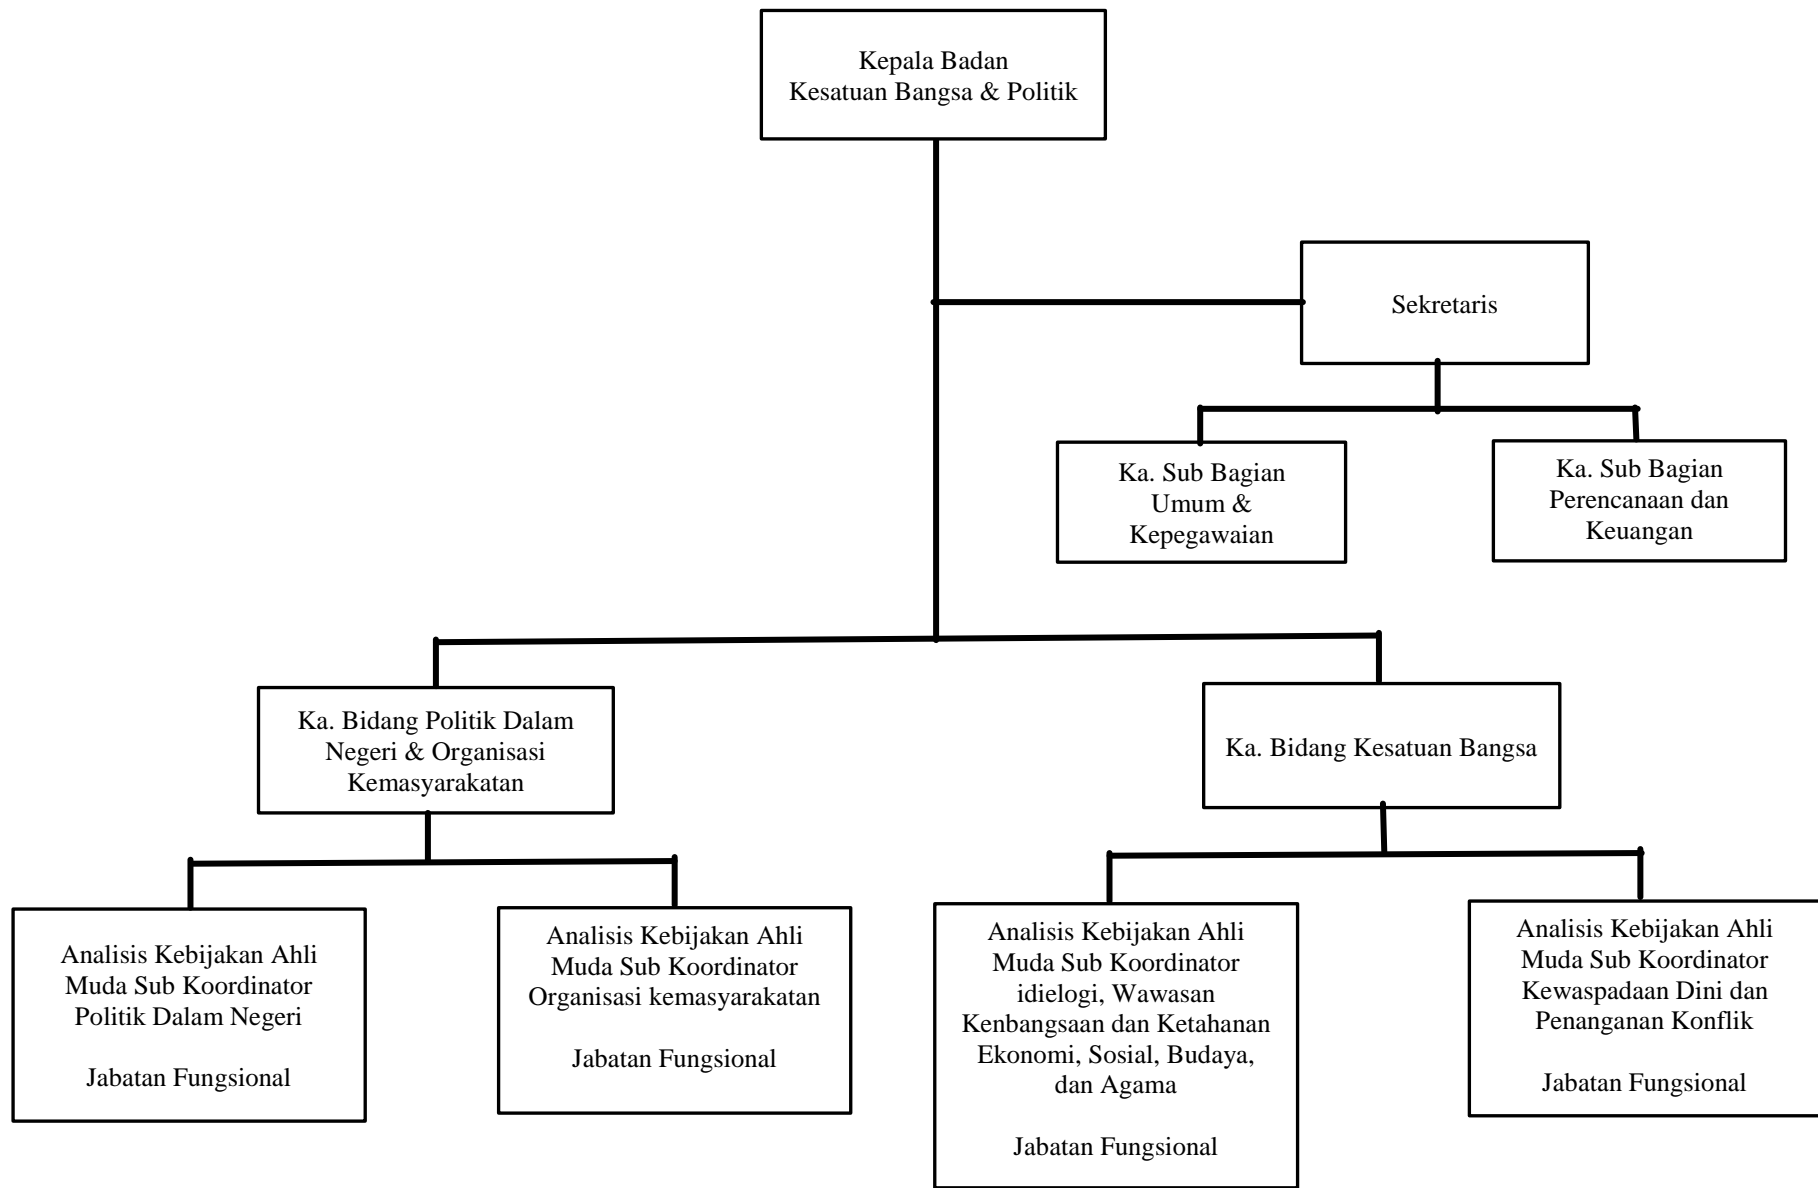 Kepala Badan
Kesatuan Bangsa & Politik
Sekretaris
Ka. Sub Bagian
Umum &
Kepegawaian
Ka. Sub Bagian
Perencanaan dan
Keuangan
Ka. Bidang Politik Dalam
Negeri & Organisasi
Kemasyarakatan
Ka. Bidang Kesatuan Bangsa
Analisis Kebijakan Ahli
Muda Sub Koordinator
Politik Dalam Negeri
Jabatan Fungsional
Analisis Kebijakan Ahli
Muda Sub Koordinator
Organisasi kemasyarakatan
Jabatan Fungsional
Analisis Kebijakan Ahli
Muda Sub Koordinator
idielogi, Wawasan
Kenbangsaan dan Ketahanan
Ekonomi, Sosial, Budaya,
dan Agama
Jabatan Fungsional
Analisis Kebijakan Ahli
Muda Sub Koordinator
Kewaspadaan Dini dan
Penanganan Konflik
Jabatan Fungsional